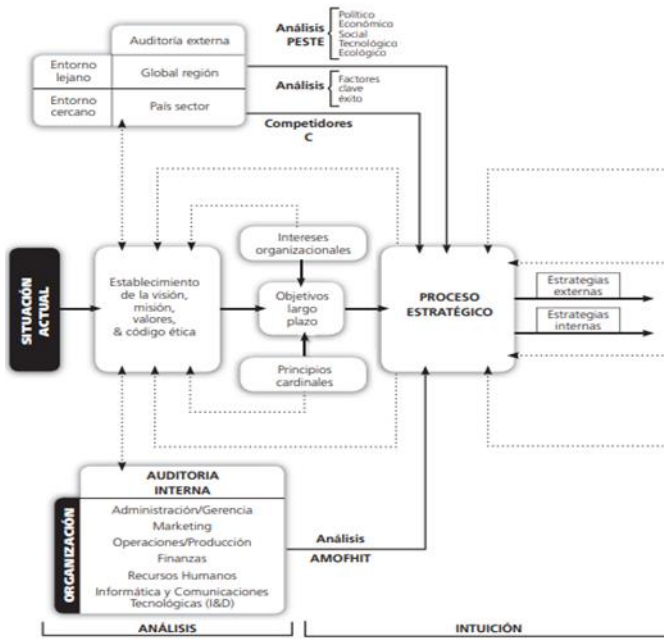 Auditoría externa
Entorno
lejano
Global región
Entorno
cercano
País sector
Análisis
PESTE
Político
Económico
Social
Tecnológico
Ecológico
Análisis
Factores
clave
éxito
Competidores
C
SITUACIÓN
ACTUAL
Establecimiento
de la visión,
misión,
valores,
& código ética
Intereses
organizacionales
Objetivos
largo
plazo
Principios
cardinales
PROCESO
ESTRATÉGICO
Estrategias
externas
Estrategias
internas
ORGANIZACIÓN
AUDITORIA
INTERNA
Administración/Gerencia
Marketing
Operaciones/Producción
Finanzas
Recursos Humanos
Informática y Comunicaciones
Tecnológicas (I&D)
Análisis
AMOFHIT
ANÁLISIS
INTUICIÓN